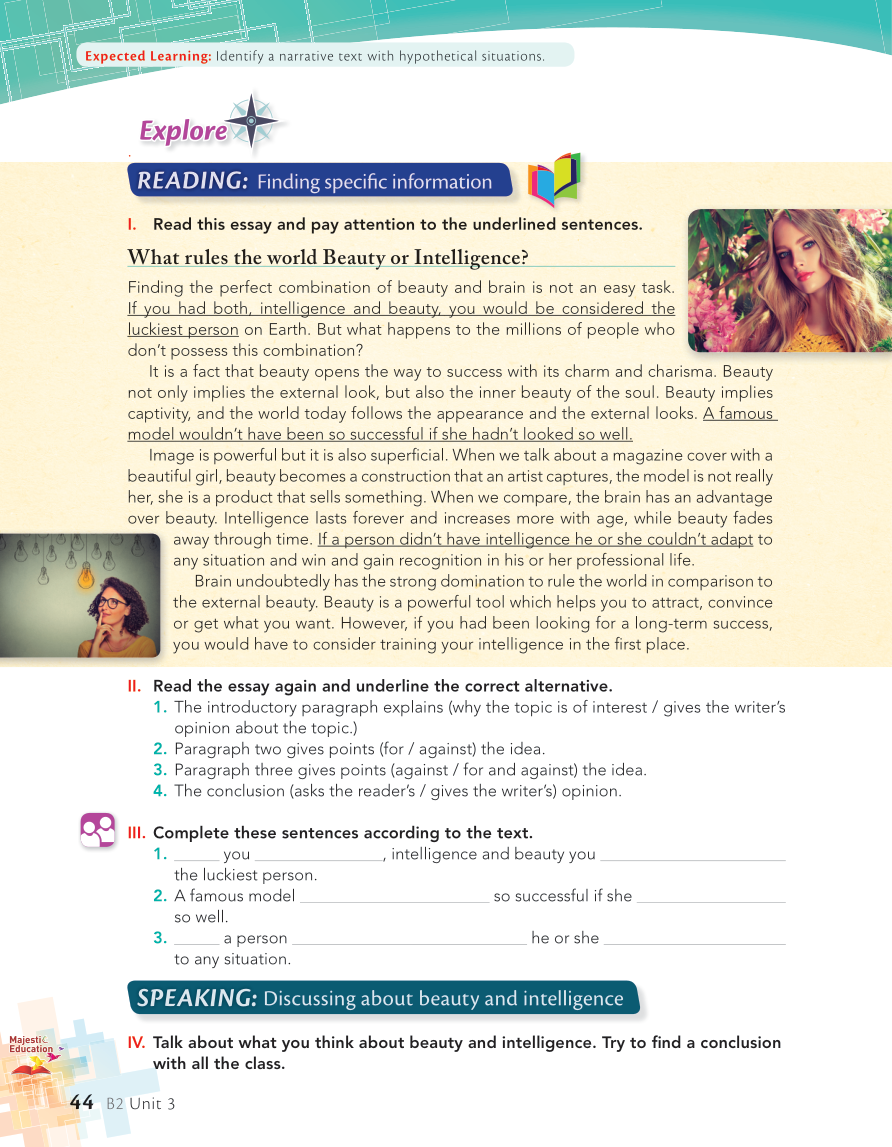 Expected Learning: Identify a narrative text with hypothetical situations.
Explore
READING: Finding specific information
I. Read this essay and pay attention to the underlined sentences.
What rules the world Beauty or Intelligence?
Finding the perfect combination of beauty and brain is not an easy task.
If you had both, intelligence and beauty, you would be considered the
luckiest person on Earth. But what happens to the millions of people who
don't possess this combination?
It is a fact that beauty opens the way to success with its charm and charisma. Beauty
not only implies the external look, but also the inner beauty of the soul. Beauty implies
captivity, and the world today follows the appearance and the external looks. A famous
model wouldn't have been so successful if she hadn't looked so well.
Image is powerful but it is also superficial. When we talk about a magazine cover with a
beautiful girl, beauty becomes a construction that an artist captures, the model is not really
her, she is a product that sells something. When we compare, the brain has an advantage
over beauty. Intelligence lasts forever and increases more with age, while beauty fades
away through time. If a person didn't have intelligence he or she couldn't adapt to
any situation and win and gain recognition in his or her professional life.
Brain undoubtedly has the strong domination to rule the world in comparison to
the external beauty. Beauty is a powerful tool which helps you to attract, convince
or get what you want. However, if you had been looking for a long-term success,
you would have to consider training your intelligence in the first place.
II. Read the essay again and underline the correct alternative.
1. The introductory paragraph explains (why the topic is of interest / gives the writer's
opinion about the topic.)
2. Paragraph two gives points (for / against) the idea.
3. Paragraph three gives points (against / for and against) the idea.
4. The conclusion (asks the reader's / gives the writer's) opinion.
III. Complete these sentences according to the text.
1. _____ you ______________, intelligence and beauty you ____________________
the luckiest person.
2. A famous model ____________________ so successful if she ________________
so well.
3. _____ a person _________________________ he or she ____________________
to any situation.
SPEAKING: Discussing about beauty and intelligence
IV. Talk about what you think about beauty and intelligence. Try to find a conclusion
with all the class.
Majestic
Education
44 B2 Unit 3